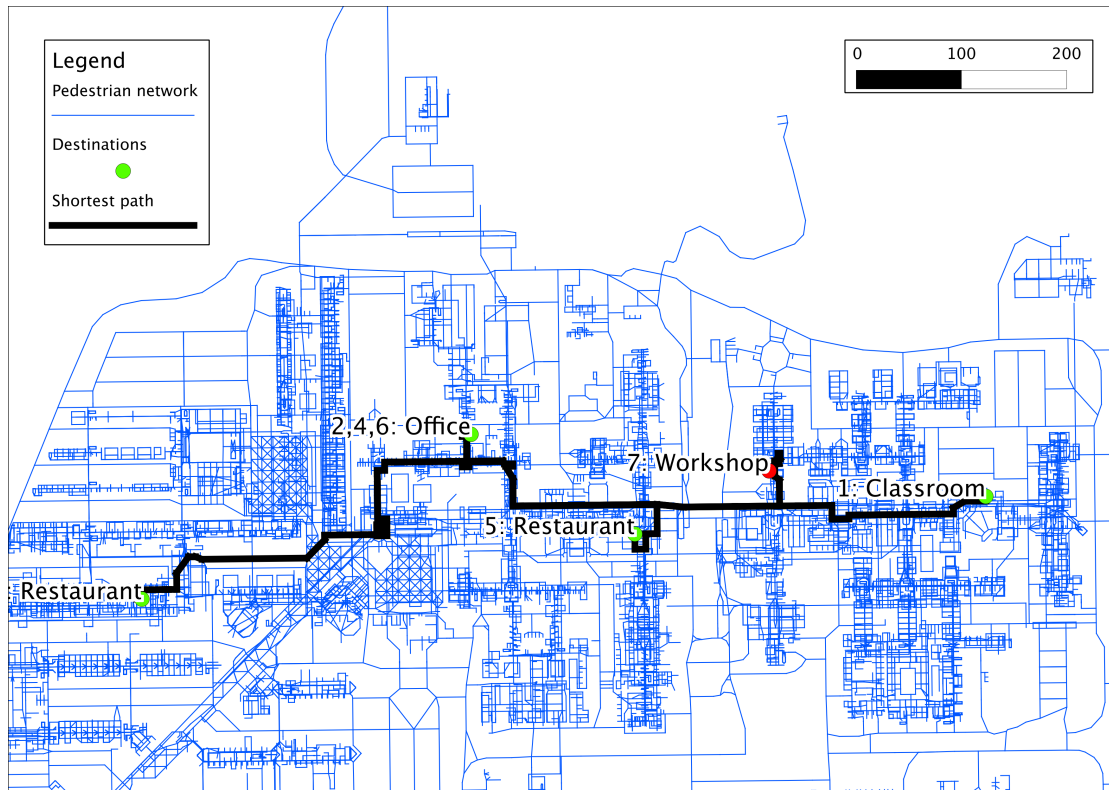 Legend
Pedestrian network
Destinations
Shortest path
0 100 200
2,4,6: Office
7: Workshop
1: Classroom
5: Restaurant
Restaurant